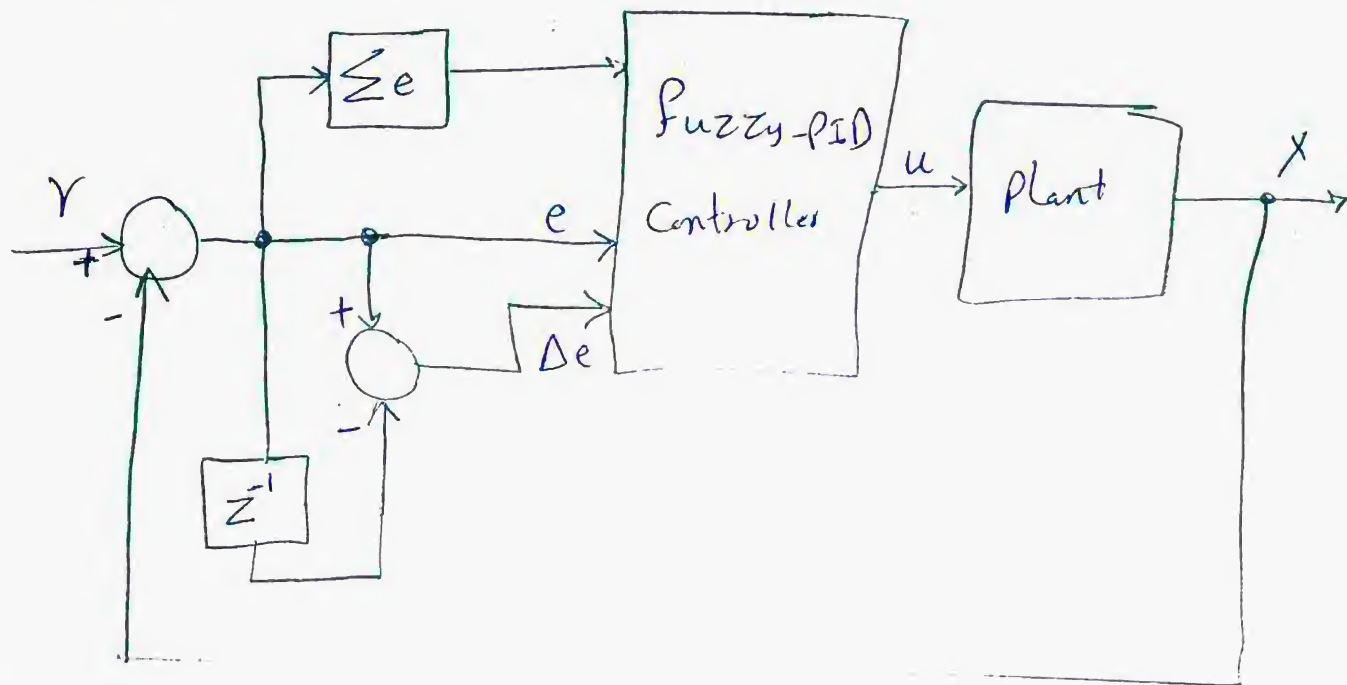 Σe
fuzzy-PID
Controller
r
+
-
e
u
Plant
X
+
-
Δe
Z⁻¹